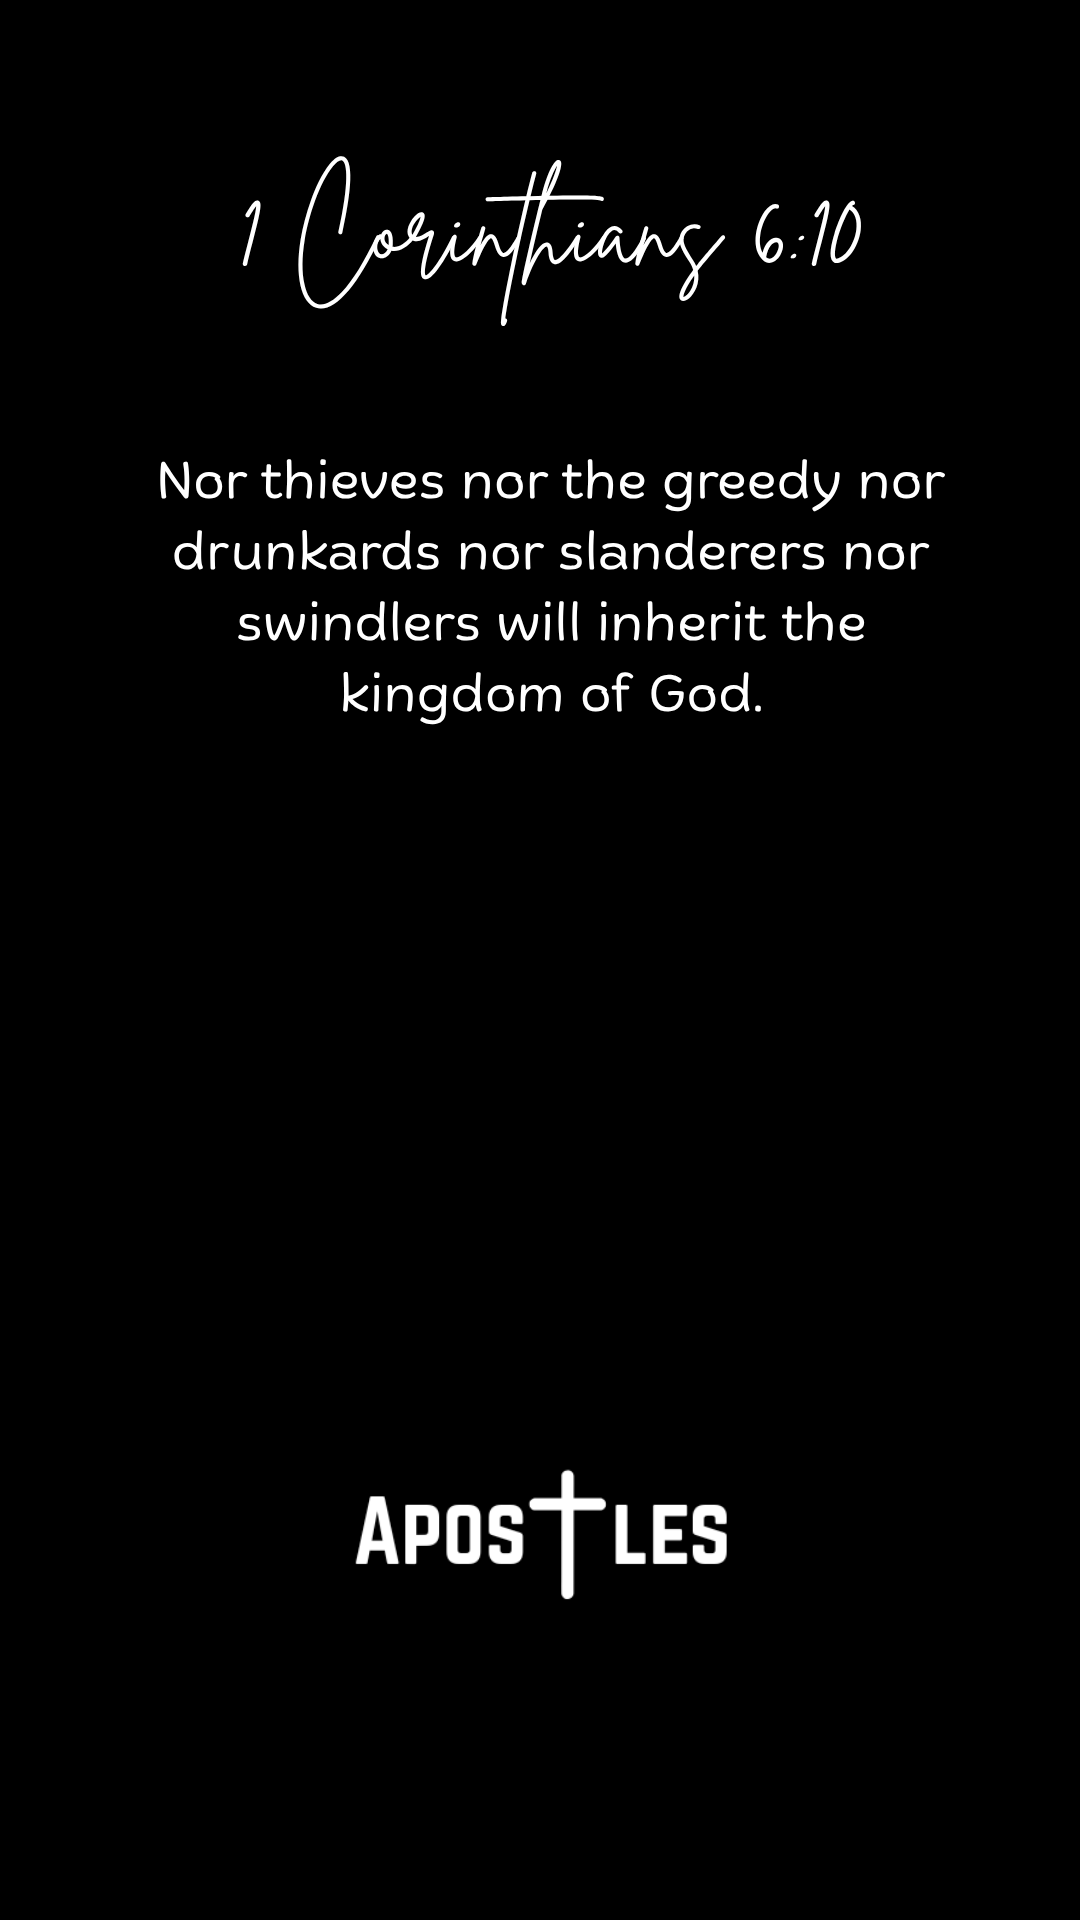 1 Corinthians 6:10
Nor thieves nor the greedy nor
drunkards nor slanderers nor
swindlers will inherit the
kingdom of God.
APOSTLES